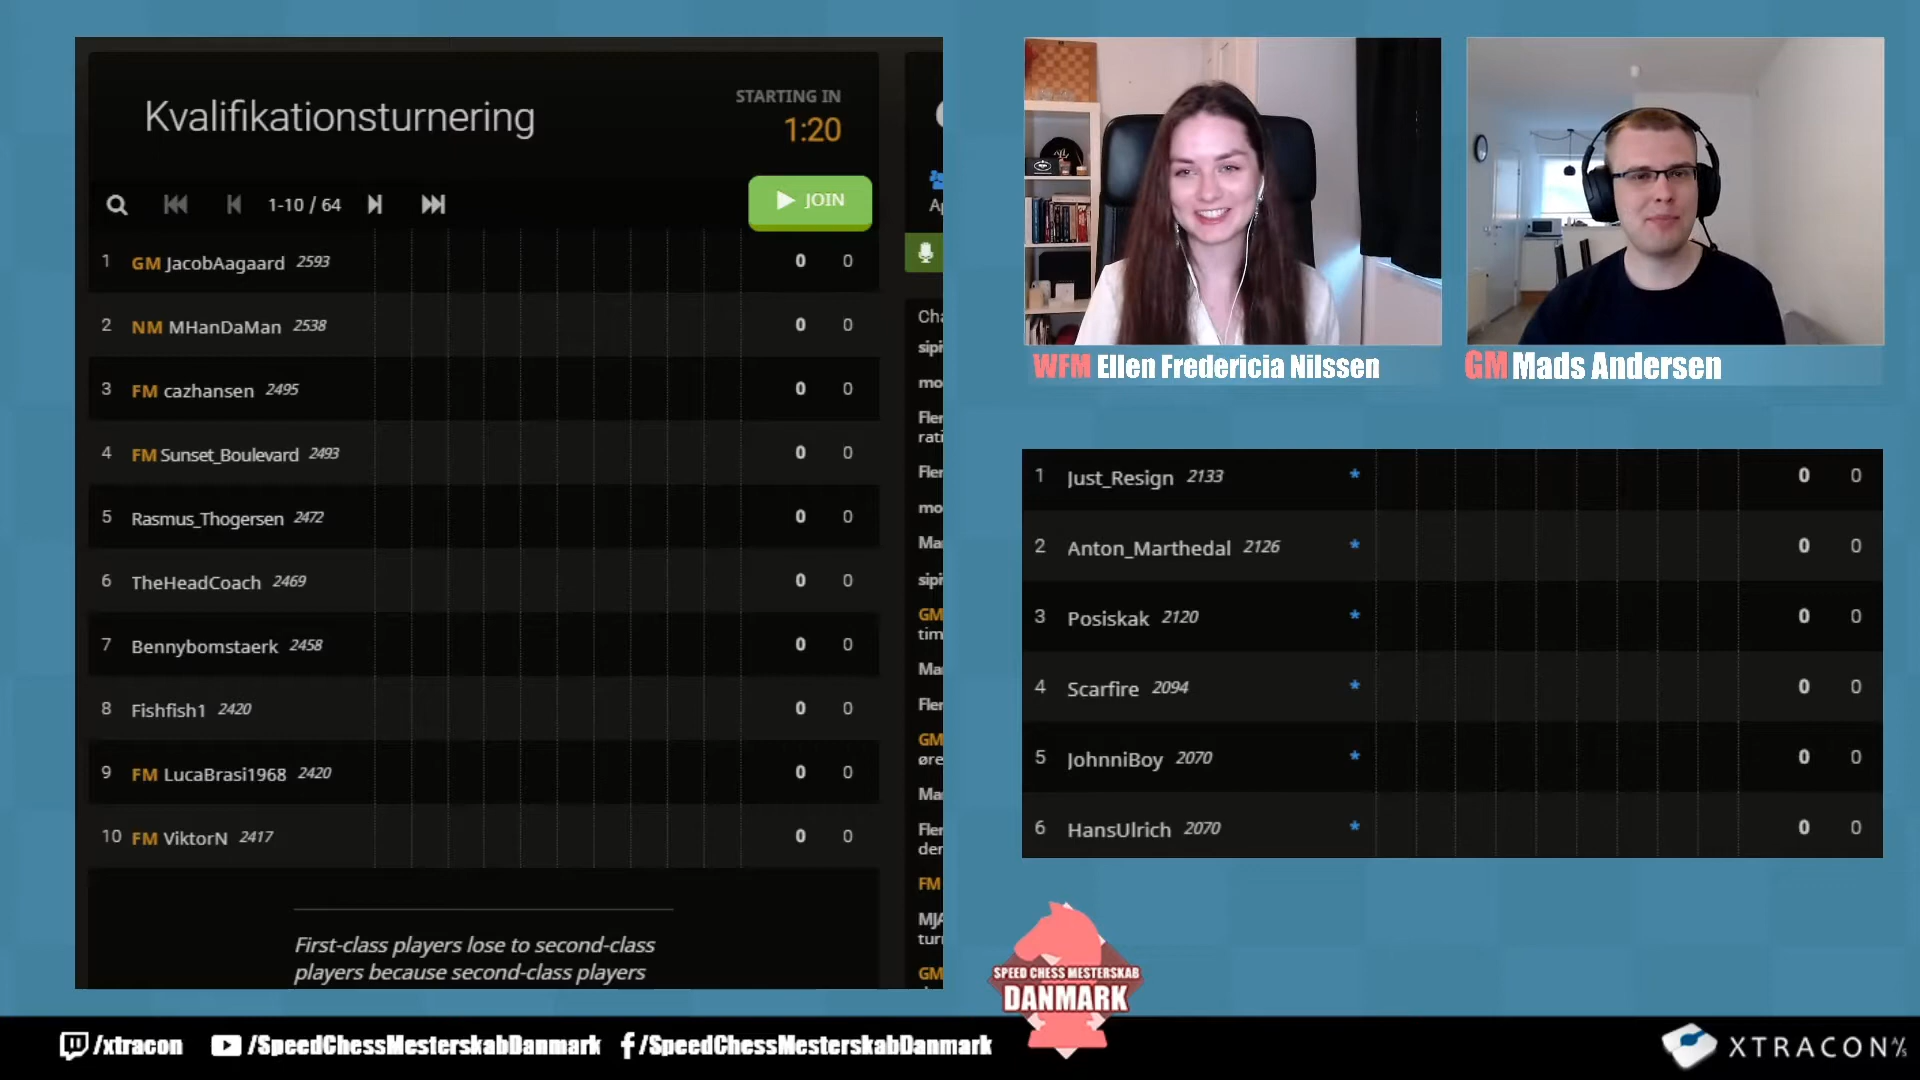 Kvalifikationsturnering
STARTING IN
1:20
1-10 / 64
JOIN
1 GM JacobAagaard 2593 0 0
2 NM MHanDaMan 2538 0 0
3 FM cazhansen 2495 0 0
4 FM Sunset_Boulevard 2493 0 0
5 Rasmus_Thogersen 2472 0 0
6 TheHeadCoach 2469 0 0
7 Bennybomstaerk 2458 0 0
8 Fishfish1 2420 0 0
9 FM LucaBrasi1968 2420 0 0
10 FM ViktorN 2417 0 0
First-class players lose to second-class
players because second-class players
GM
GM
FM
GM
WFM Ellen Fredericia Nilssen
GM Mads Andersen
1 Just_Resign 2133 * 0 0
2 Anton_Marthedal 2126 * 0 0
3 Posiskak 2120 * 0 0
4 Scarfire 2094 * 0 0
5 JohnniBoy 2070 * 0 0
6 HansUlrich 2070 * 0 0
SPEED CHESS MESTERSKAB
DANMARK
/xtracon /SpeedChessMesterskabDanmark /SpeedChessMesterskabDanmark
XTRACON A/S